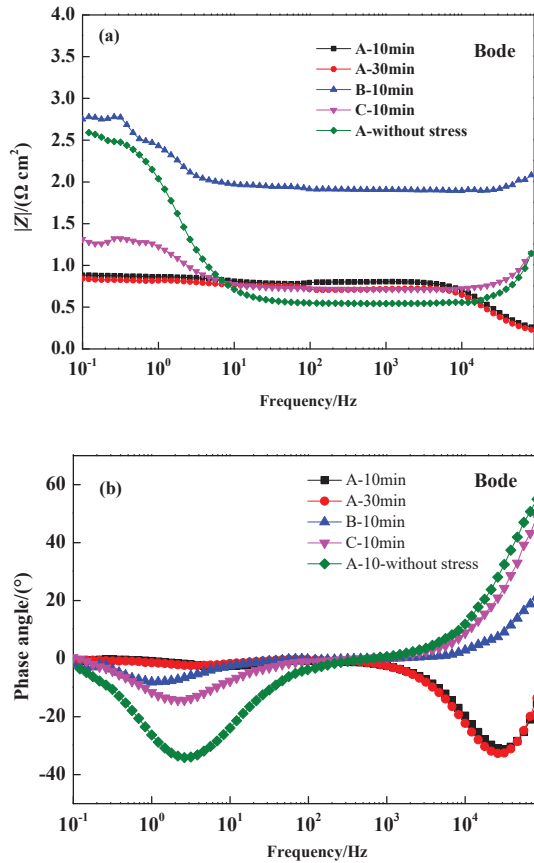 (a)
Bode
A-10min
A-30min
B-10min
C-10min
A-without stress
|Z|/(Ω cm²)
4.0
3.5
3.0
2.5
2.0
1.5
1.0
0.5
0.0
10⁻¹ 10⁰ 10¹ 10² 10³ 10⁴
Frequency/Hz
(b)
Bode
A-10min
A-30min
B-10min
C-10min
A-10-without stress
Phase angle/(°)
60
40
20
0
-20
-40
10⁻¹ 10⁰ 10¹ 10² 10³ 10⁴
Frequency/Hz